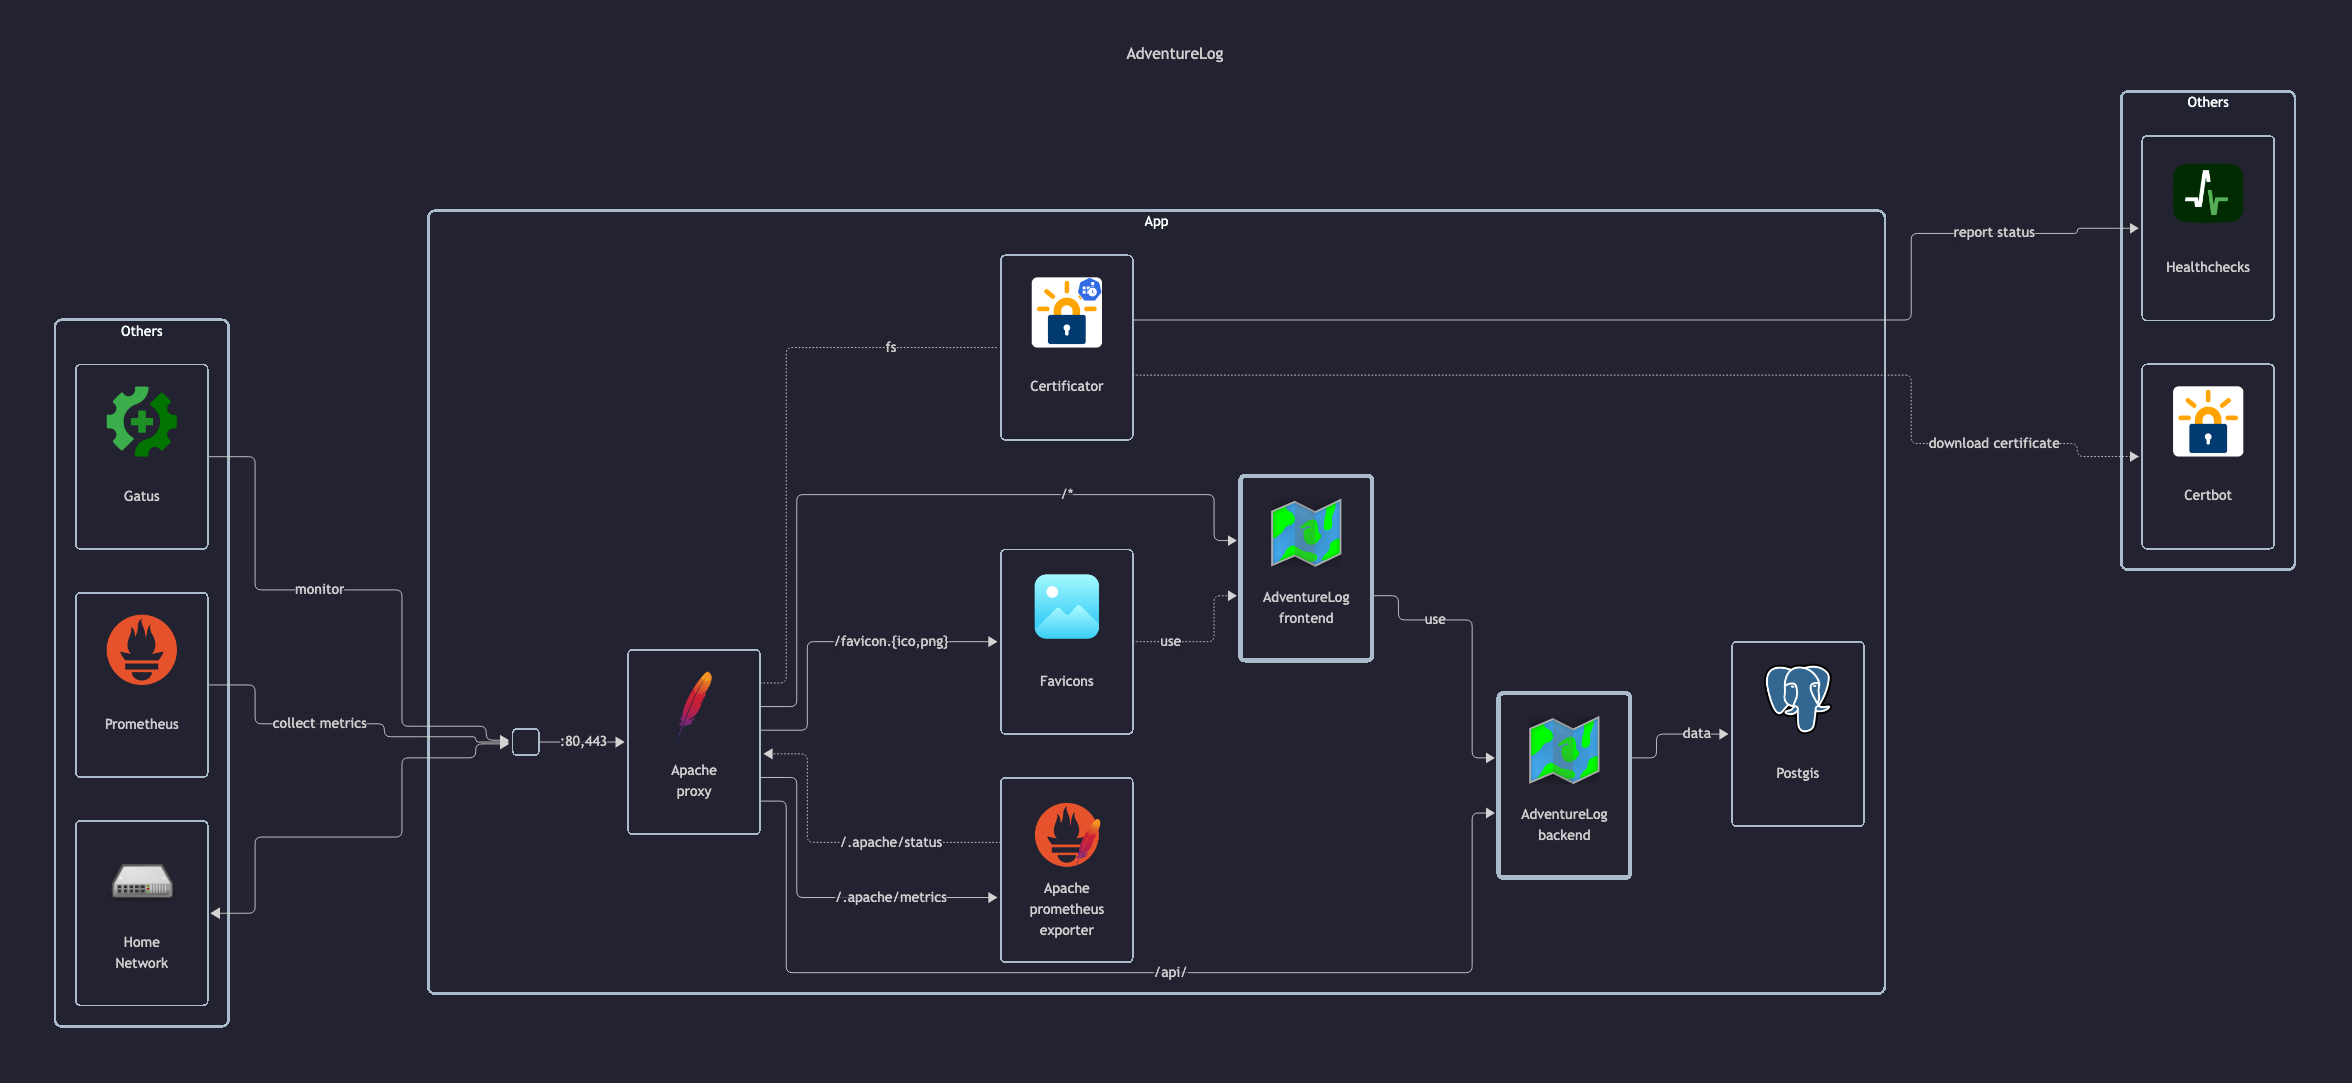 AdventureLog
Others
Gatus
Prometheus
Home
Network
monitor
collect metrics
:80,443
App
Apache
proxy
fs
/*
/favicon.{ico,png}
/.apache/status
/.apache/metrics
/api/
Certificator
Favicons
Apache
prometheus
exporter
use
AdventureLog
frontend
use
AdventureLog
backend
data
Postgis
report status
download certificate
Others
Healthchecks
Certbot